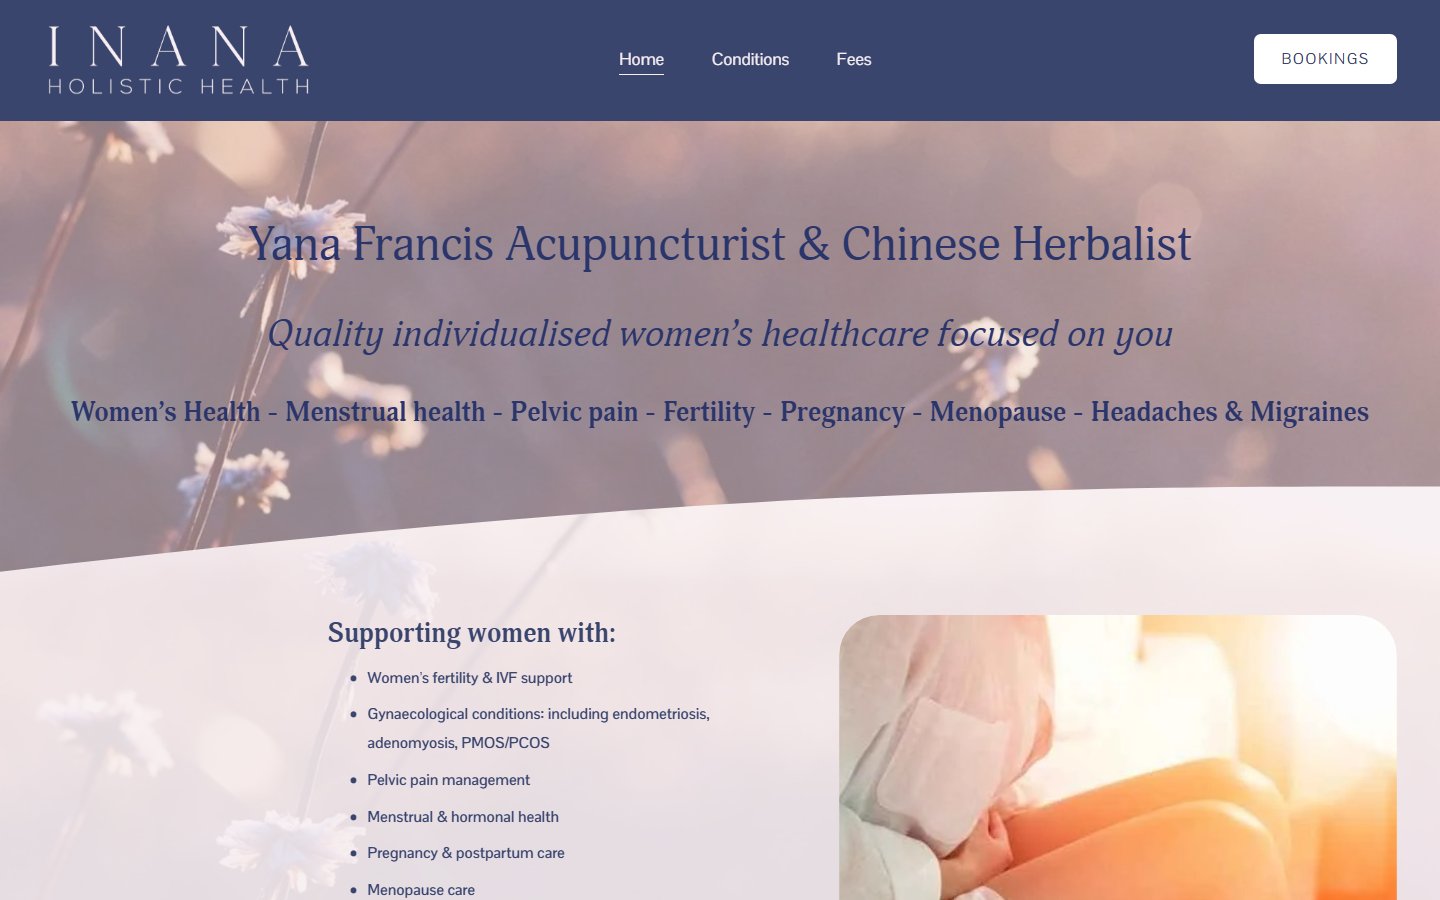 INANA
HOLISTIC HEALTH
Home
Conditions
Fees
BOOKINGS
Yana Francis Acupuncturist & Chinese Herbalist
Quality individualised women’s healthcare focused on you
Women’s Health - Menstrual health - Pelvic pain - Fertility - Pregnancy - Menopause - Headaches & Migraines
Supporting women with:
Women's fertility & IVF support
Gynaecological conditions: including endometriosis,
adenomyosis, PMOS/PCOS
Pelvic pain management
Menstrual & hormonal health
Pregnancy & postpartum care
Menopause care